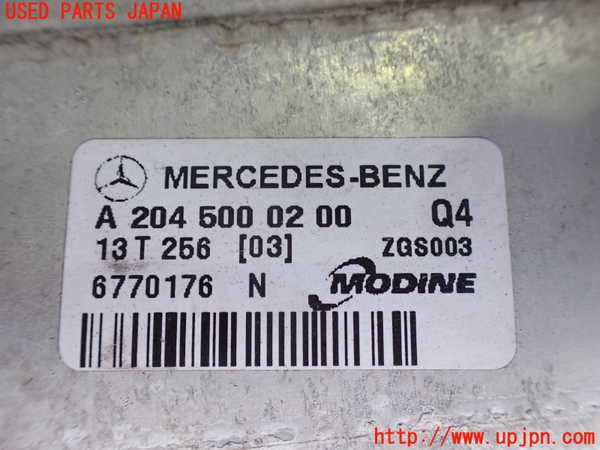 USED PARTS JAPAN
MERCEDES-BENZ
A 204 500 02 00 Q4
13 T 256 [03] ZGS003
6770176 N MODINE
http://www.upjpn.com/